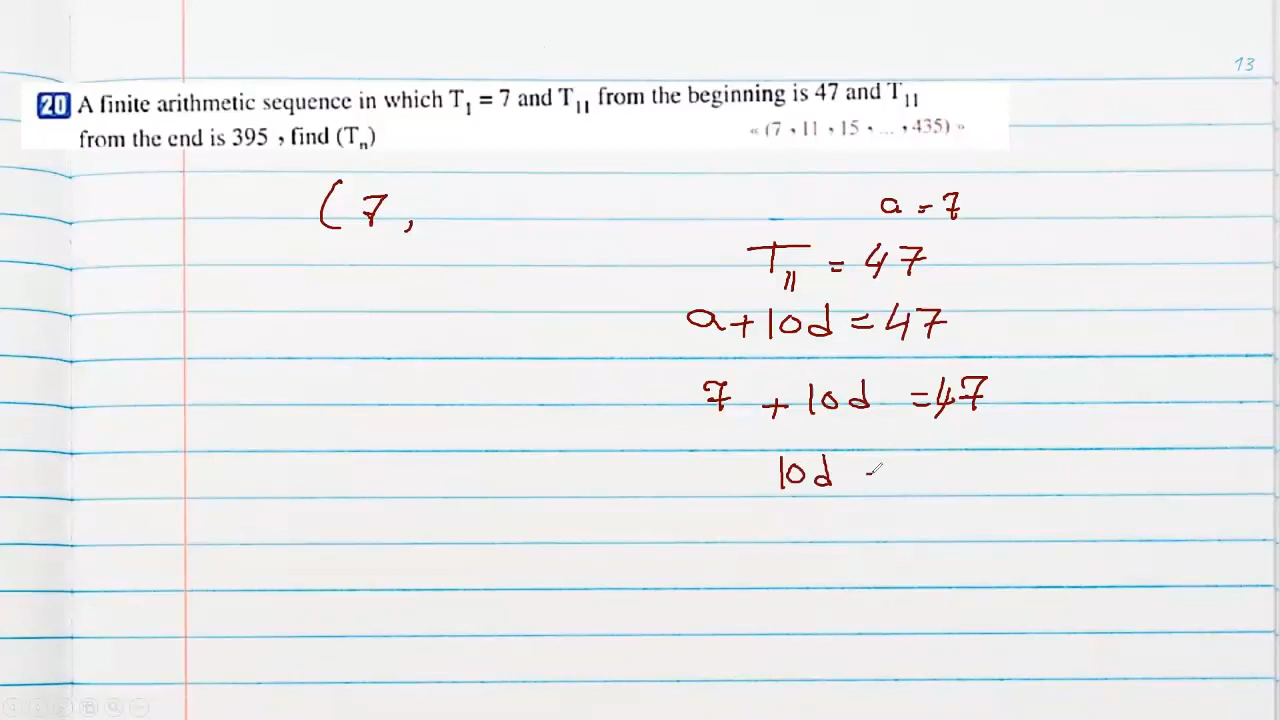 13
20 A finite arithmetic sequence in which T₁ = 7 and T₁₁ from the beginning is 47 and T₁₁
from the end is 395 , find (Tₙ)
« (7 , 11 , 15 , ... , 435) »
( 7 ,
a = 7
T₁₁ = 47
a + 10d = 47
7 + 10d = 47
10d -